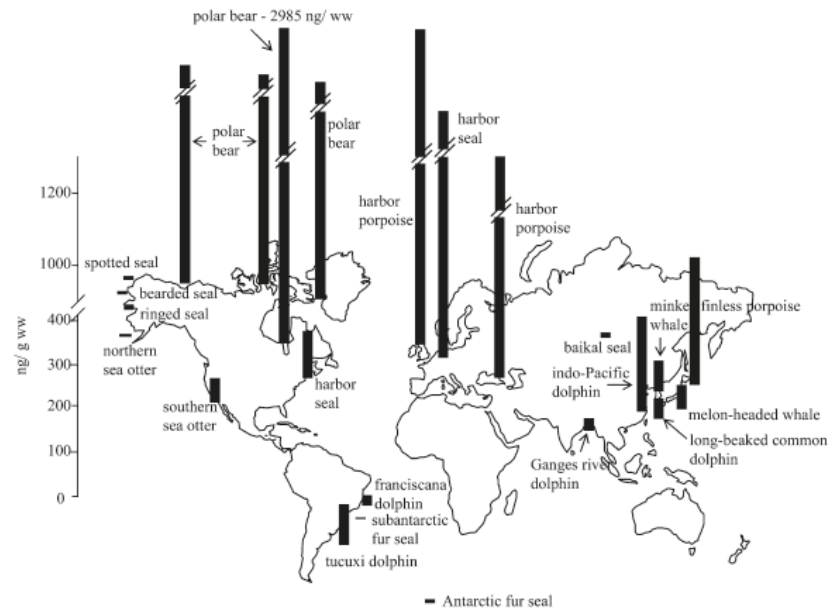 polar bear - 2985 ng/ ww
polar
bear
polar
bear
harbor
seal
harbor
porpoise
harbor
porpoise
1200
1000
400
300
200
100
0
ng/ g ww
spotted seal
bearded seal
ringed seal
northern
sea otter
southern
sea otter
harbor
seal
minke
whale
finless porpoise
baikal seal
indo-Pacific
dolphin
melon-headed whale
long-beaked common
dolphin
Ganges river
dolphin
franciscana
dolphin
subantarctic
fur seal
tucuxi dolphin
Antarctic fur seal